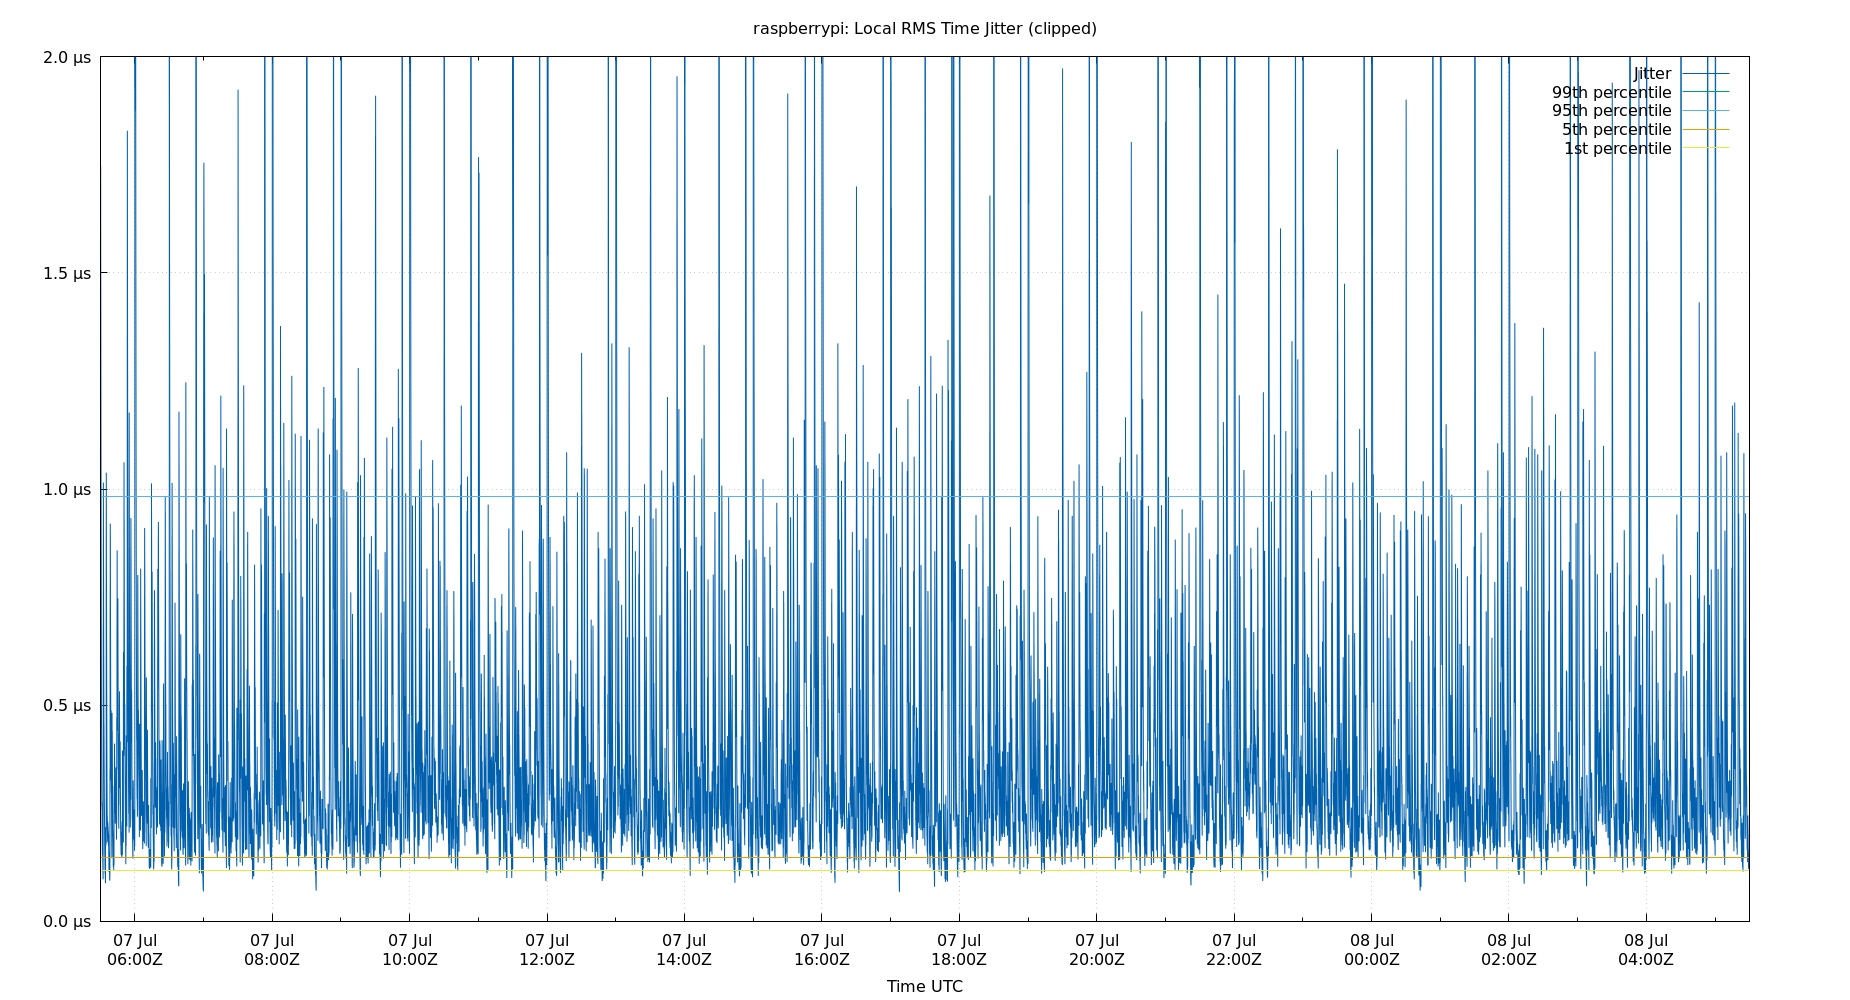 raspberrypi: Local RMS Time Jitter (clipped)
2.0 µs
1.5 µs
1.0 µs
0.5 µs
0.0 µs
Jitter
99th percentile
95th percentile
5th percentile
1st percentile
07 Jul 07 Jul 07 Jul 07 Jul 07 Jul 07 Jul 07 Jul 07 Jul 07 Jul 08 Jul 08 Jul 08 Jul
06:00Z 08:00Z 10:00Z 12:00Z 14:00Z 16:00Z 18:00Z 20:00Z 22:00Z 00:00Z 02:00Z 04:00Z
Time UTC